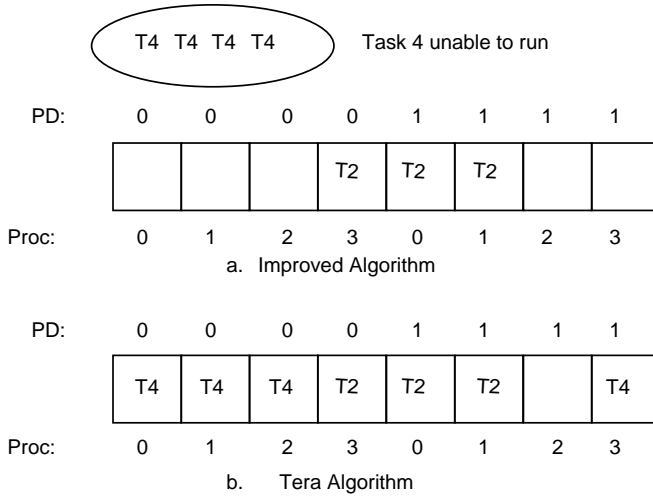 T4 T4 T4 T4 Task 4 unable to run
PD: 0 0 0 0 1 1 1 1
T2 T2 T2
Proc: 0 1 2 3 0 1 2 3
a. Improved Algorithm
PD: 0 0 0 0 1 1 1 1
T4 T4 T4 T2 T2 T2 T4
Proc: 0 1 2 3 0 1 2 3
b. Tera Algorithm